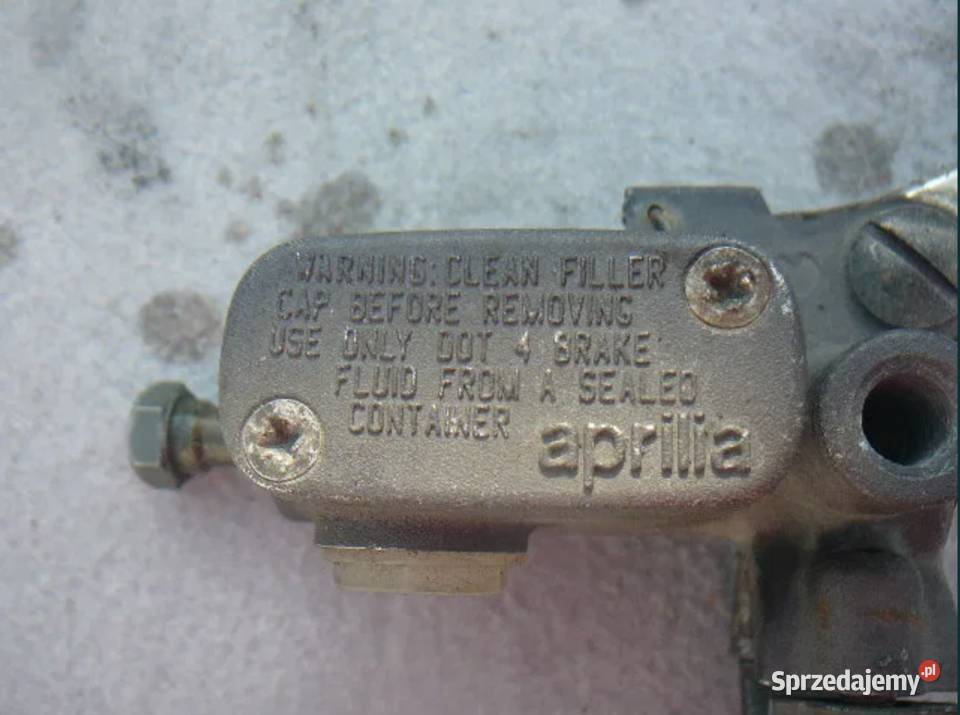 WARNING: CLEAN FILLER
CAP BEFORE REMOVING
USE ONLY DOT 4 BRAKE
FLUID FROM A SEALED
CONTAINER
aprilia
Sprzedajemy.pl